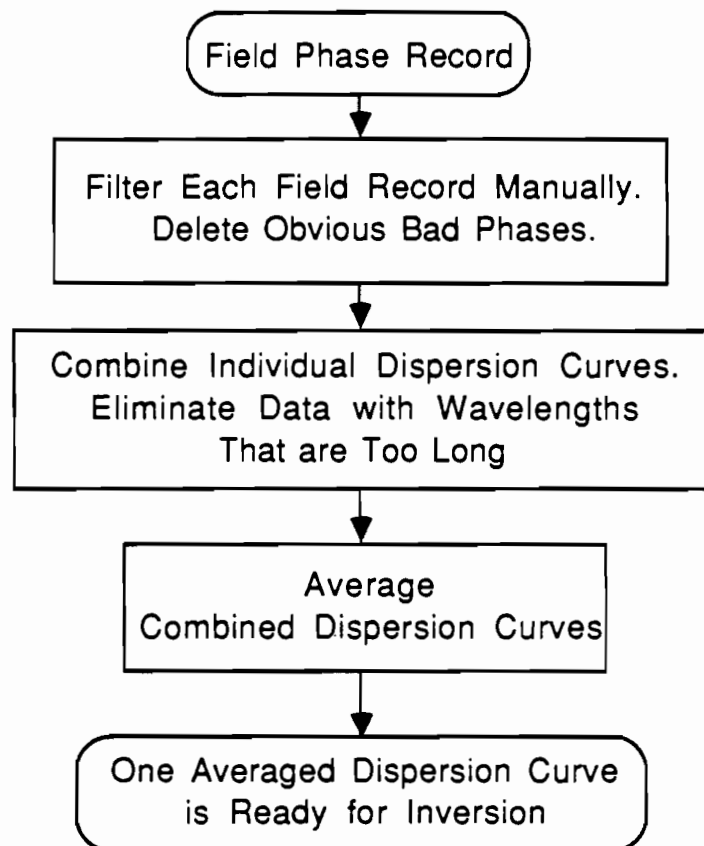 Field Phase Record
Filter Each Field Record Manually.
Delete Obvious Bad Phases.
Combine Individual Dispersion Curves.
Eliminate Data with Wavelengths
That are Too Long
Average
Combined Dispersion Curves
One Averaged Dispersion Curve
is Ready for Inversion